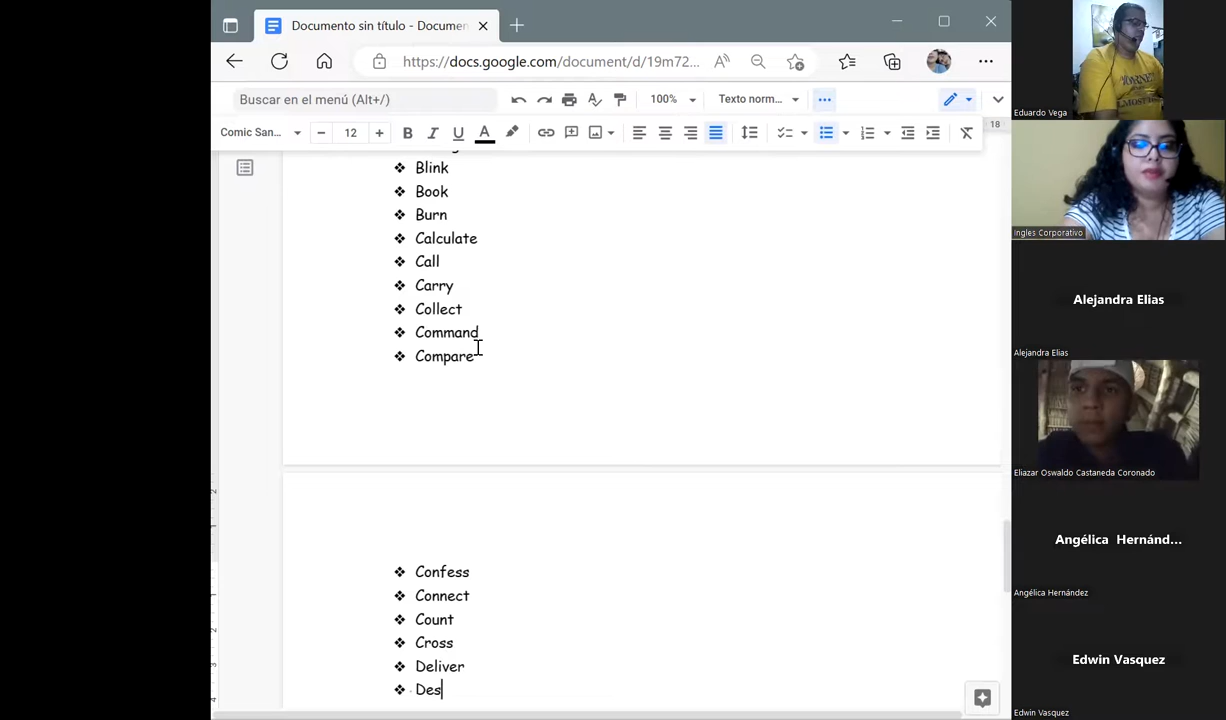 Documento sin título - Documen
https://docs.google.com/document/d/19m72...
Buscar en el menú (Alt+/)
100%
Texto norm...
Comic San...
12
18
Blink
Book
Burn
Calculate
Call
Carry
Collect
Command
Compare
Confess
Connect
Count
Cross
Deliver
Des
Eduardo Vega
Ingles Corporativo
Alejandra Elias
Alejandra Elias
Eliazar Oswaldo Castaneda Coronado
Angélica Hernánd...
Angélica Hernández
Edwin Vasquez
Edwin Vasquez